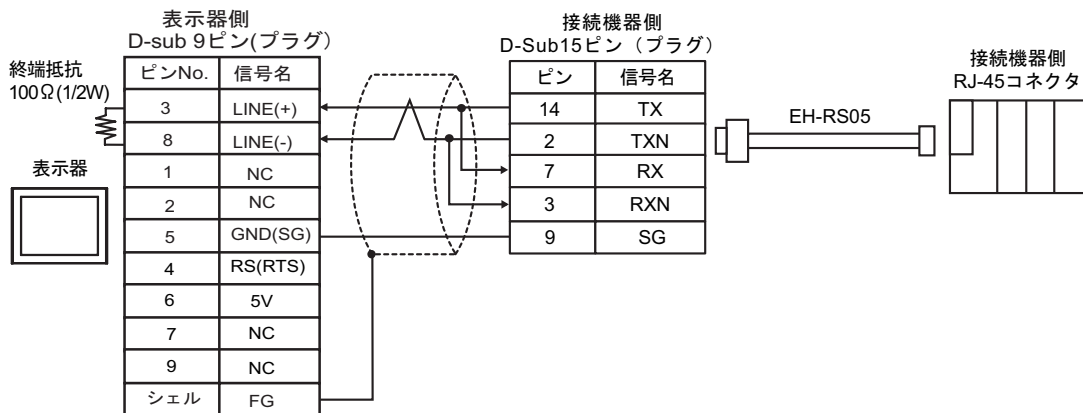 表示器側
D-sub 9ピン(プラグ)
終端抵抗
100Ω(1/2W)
表示器
ピンNo. 信号名
3 LINE(+)
8 LINE(-)
1 NC
2 NC
5 GND(SG)
4 RS(RTS)
6 5V
7 NC
9 NC
シェル FG
接続機器側
D-Sub15ピン（プラグ）
ピン 信号名
14 TX
2 TXN
7 RX
3 RXN
9 SG
EH-RS05
接続機器側
RJ-45コネクタ